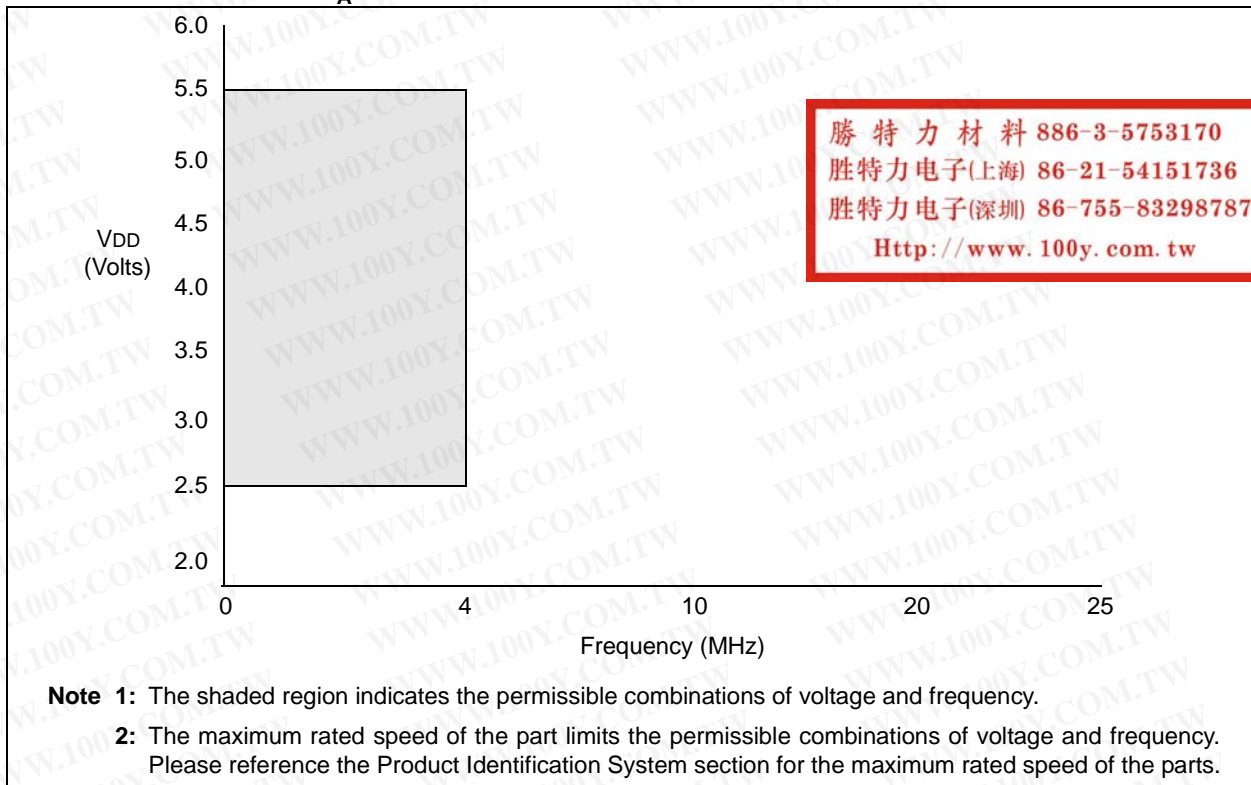 A
6.0
5.5
5.0
4.5
VDD
(Volts)
4.0
3.5
3.0
2.5
2.0
0 4 10 20 25
Frequency (MHz)
勝特力材料 886-3-5753170
胜特力电子(上海) 86-21-54151736
胜特力电子(深圳) 86-755-83298787
Http://www. 100y. com. tw
Note 1: The shaded region indicates the permissible combinations of voltage and frequency.
2: The maximum rated speed of the part limits the permissible combinations of voltage and frequency.
Please reference the Product Identification System section for the maximum rated speed of the parts.
WWW.100Y.COM.TW